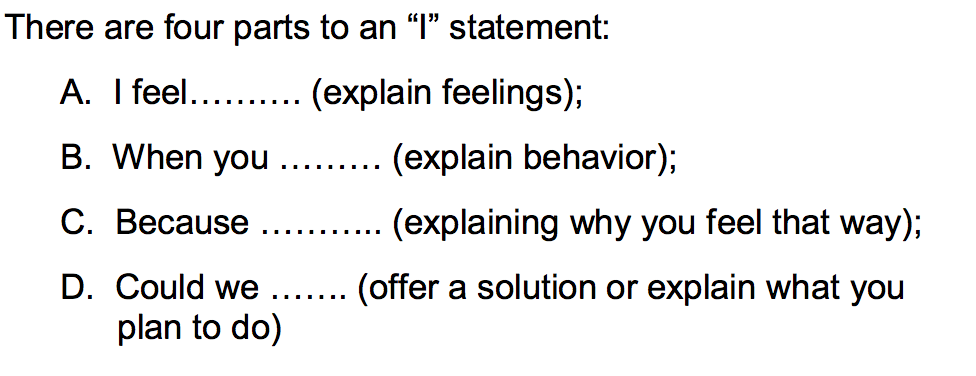 There are four parts to an “I” statement:
A. I feel.......... (explain feelings);
B. When you ......... (explain behavior);
C. Because ........... (explaining why you feel that way);
D. Could we ....... (offer a solution or explain what you
plan to do)